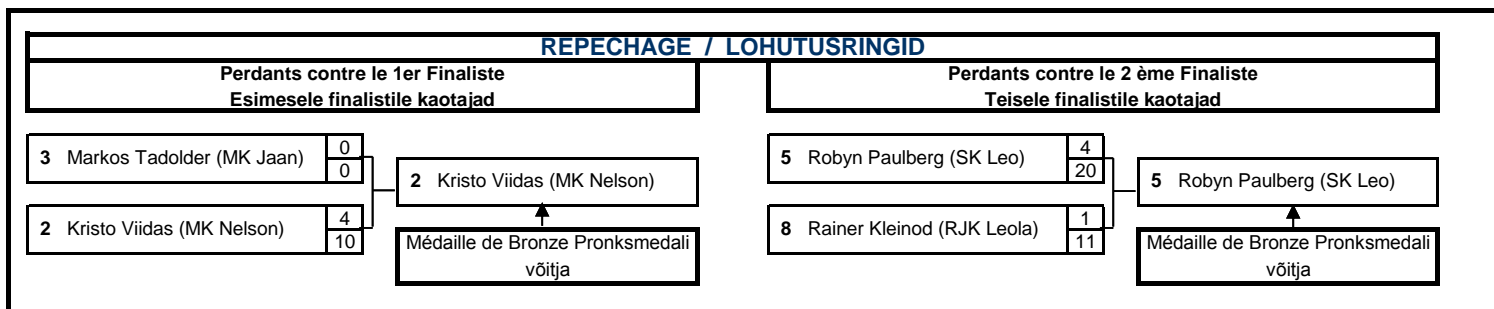 REPECHAGE / LOHUTUSRINGID
Perdants contre le 1er Finaliste
Esimesele finalistile kaotajad
Perdants contre le 2 ème Finaliste
Teisele finalistile kaotajad
3 Markos Tadolder (MK Jaan) 0
0
2 Kristo Viidas (MK Nelson)
2 Kristo Viidas (MK Nelson) 4
10
Médaille de Bronze Pronksmedali
võitja
5 Robyn Paulberg (SK Leo) 4
20
5 Robyn Paulberg (SK Leo)
8 Rainer Kleinod (RJK Leola) 1
11
Médaille de Bronze Pronksmedali
võitja